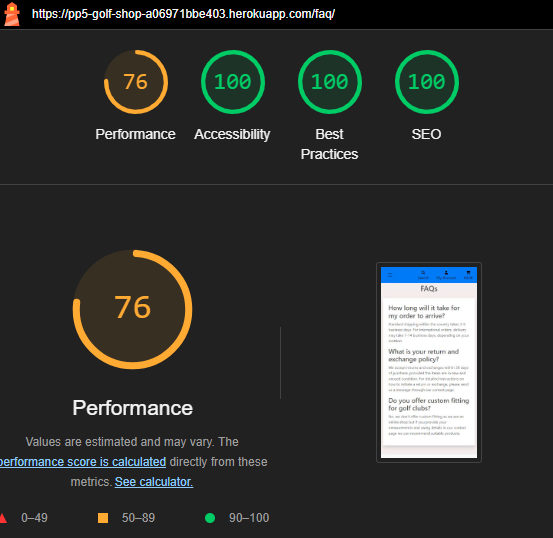 https://pp5-golf-shop-a06971bbe403.herokuapp.com/faq/
76
100
100
100
Performance
Accessibility
Best
Practices
SEO
76
Performance
Values are estimated and may vary. The
performance score is calculated directly from these
metrics. See calculator.
0–49
50–89
90–100
FAQs
How long will it take for
my order to arrive?
What is your return and
exchange policy?
Do you offer custom fitting
for golf clubs?